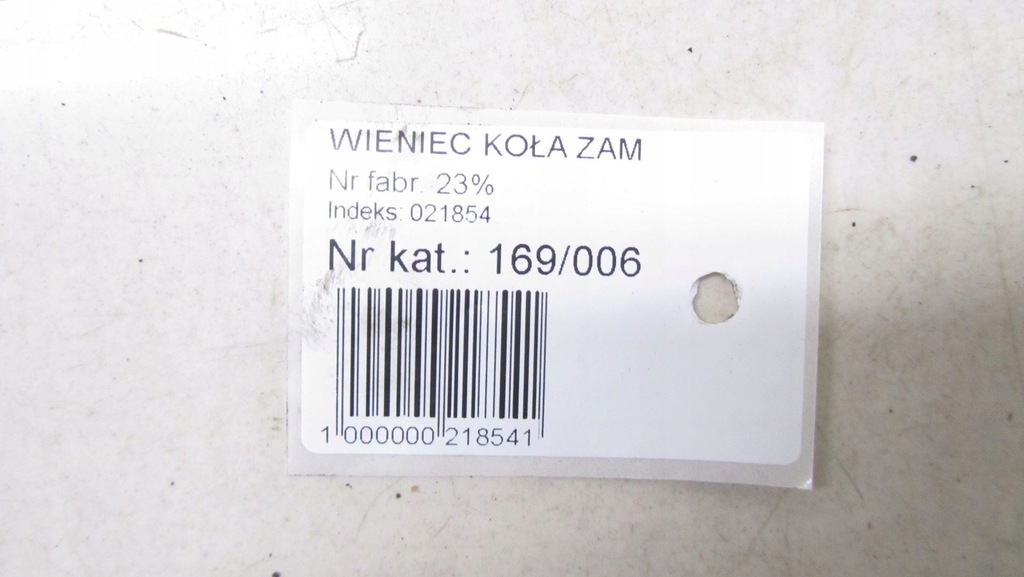 WIENIEC KOŁA ZAM
Nr fabr. 23%
Indeks: 021854
Nr kat.: 169/006
1 000000 218541